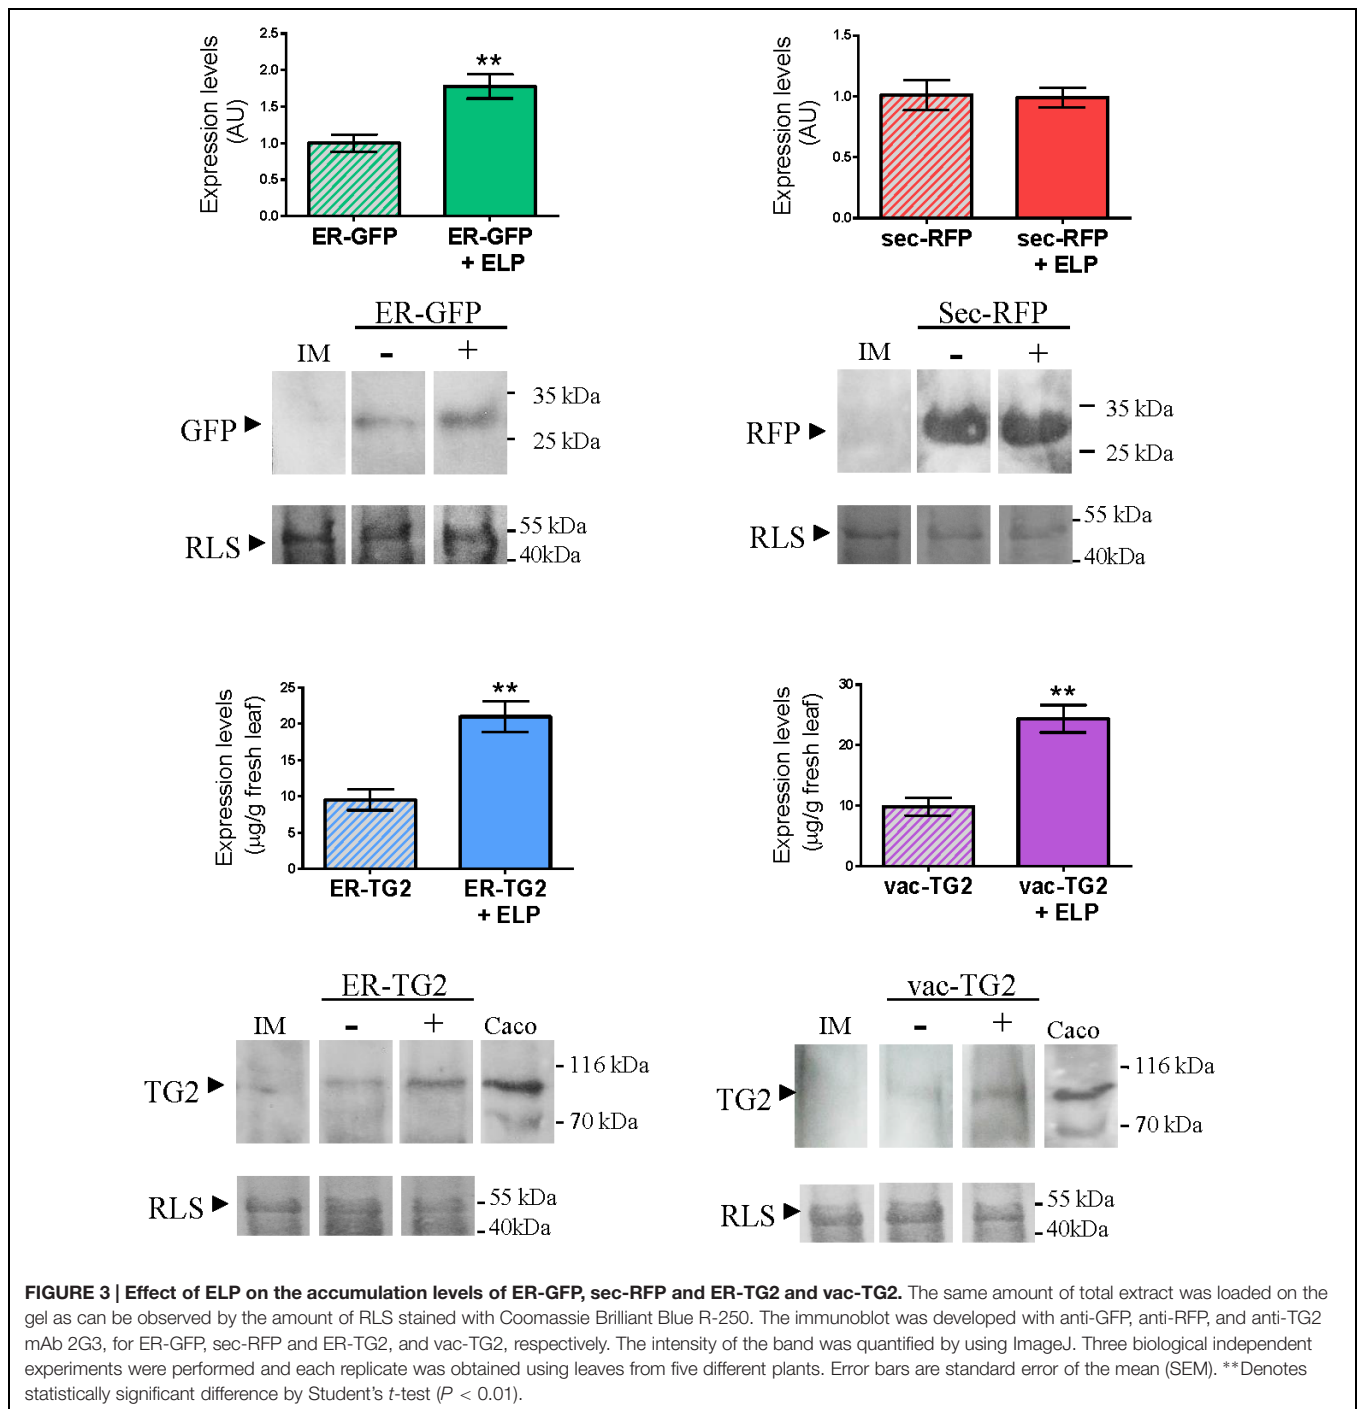 Expression levels
(AU)
2.5
2.0
1.5
1.0
0.5
0.0
**
ER-GFP
ER-GFP
+ ELP
Expression levels
(AU)
1.5
1.0
0.5
0.0
sec-RFP
sec-RFP
+ ELP
ER-GFP
IM - +
GFP
35 kDa
25 kDa
RLS
55 kDa
40kDa
Sec-RFP
IM - +
RFP
35 kDa
25 kDa
RLS
55 kDa
40 kDa
Expression levels
(µg/g fresh leaf)
25
20
15
10
5
0
**
ER-TG2
ER-TG2
+ ELP
Expression levels
(µg/g fresh leaf)
30
20
10
0
**
vac-TG2
vac-TG2
+ ELP
ER-TG2
IM - + Caco
TG2
116 kDa
70 kDa
RLS
55 kDa
40kDa
vac-TG2
IM - + Caco
TG2
116 kDa
70 kDa
RLS
55 kDa
40kDa
FIGURE 3 | Effect of ELP on the accumulation levels of ER-GFP, sec-RFP and ER-TG2 and vac-TG2. The same amount of total extract was loaded on the
gel as can be observed by the amount of RLS stained with Coomassie Brilliant Blue R-250. The immunoblot was developed with anti-GFP, anti-RFP, and anti-TG2
mAb 2G3, for ER-GFP, sec-RFP and ER-TG2, and vac-TG2, respectively. The intensity of the band was quantified by using ImageJ. Three biological independent
experiments were performed and each replicate was obtained using leaves from five different plants. Error bars are standard error of the mean (SEM). **Denotes
statistically significant difference by Student's t-test (P < 0.01).